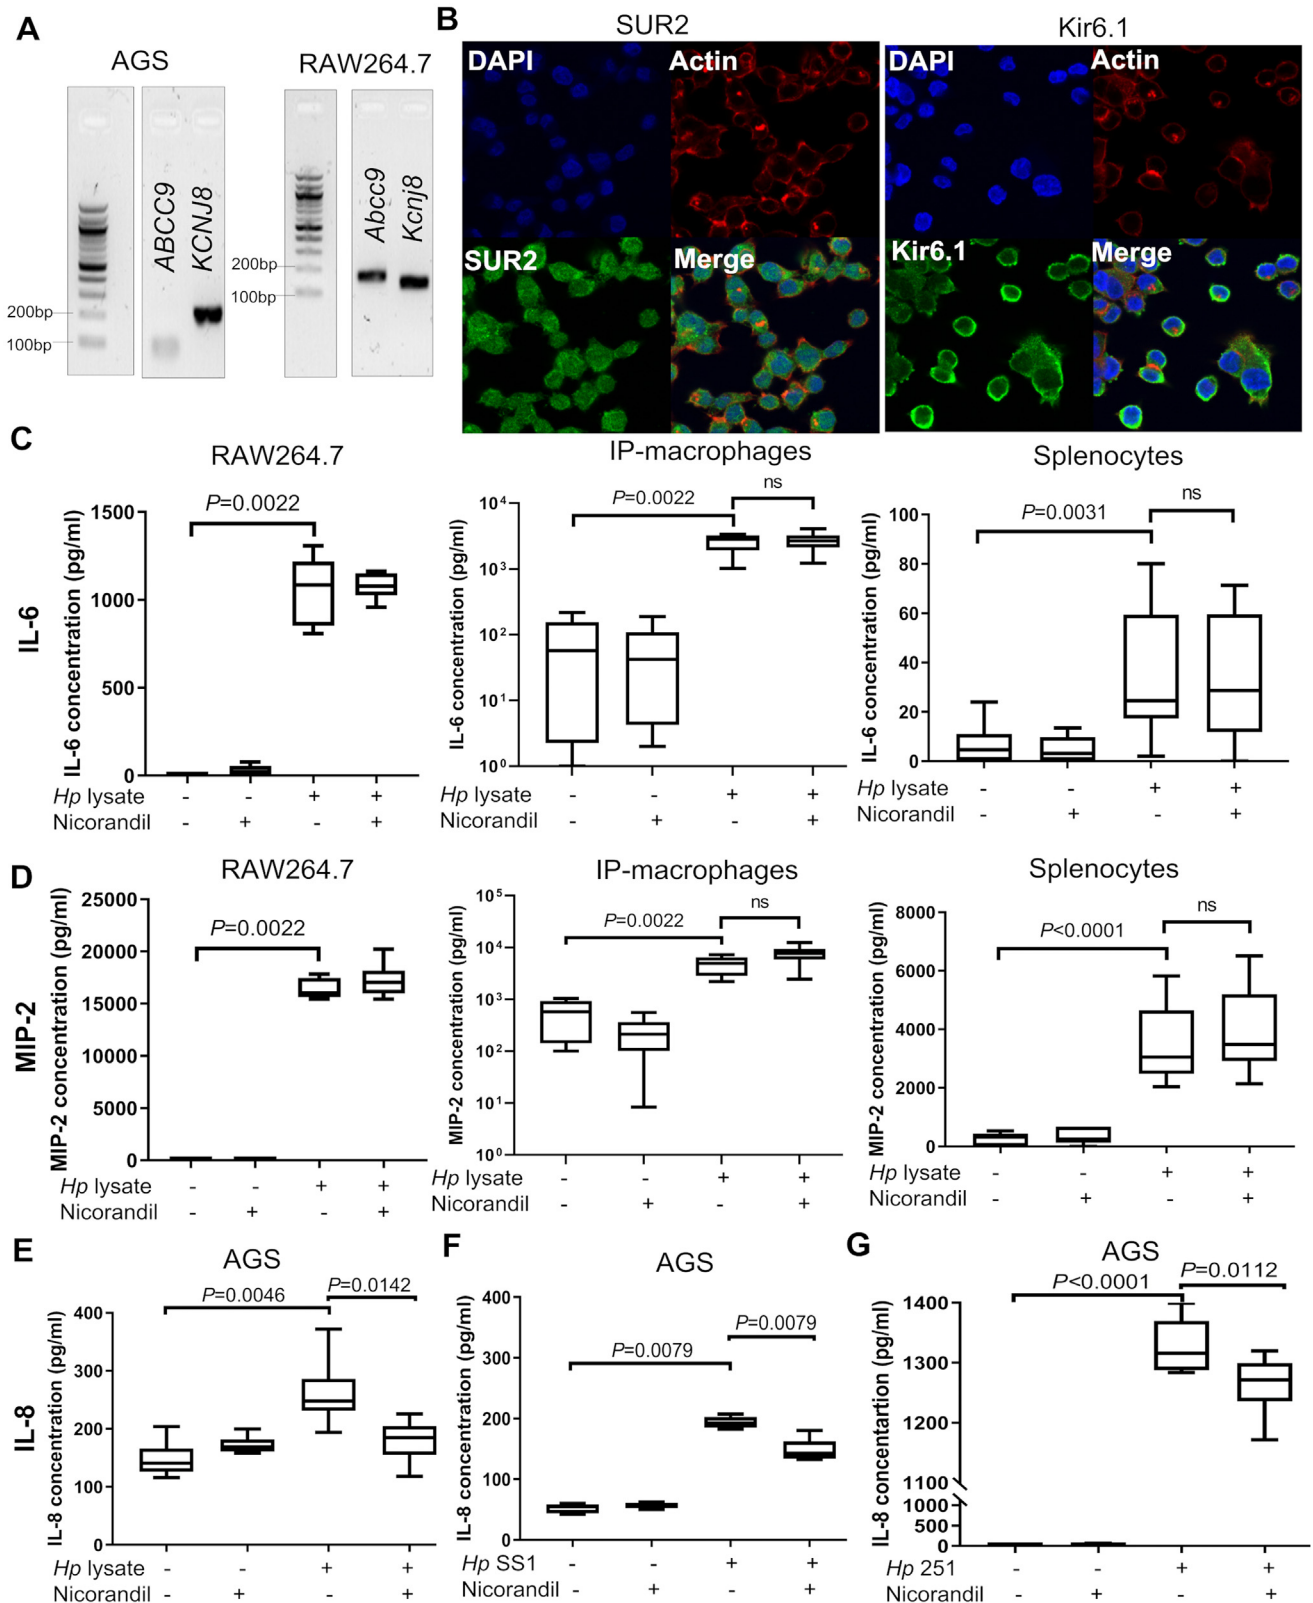 A
AGS
RAW264.7
ABCC9
KCNJ8
Abcc9
Kcnj8
200bp
100bp
200bp
100bp
B
SUR2
Kir6.1
DAPI
Actin
DAPI
Actin
SUR2
Merge
Kir6.1
Merge
C
IL-6
RAW264.7
P=0.0022
IL-6 concentration (pg/ml)
1500
1000
500
0
Hp lysate - - + +
Nicorandil - + - +
IP-macrophages
P=0.0022
ns
IL-6 concentration (pg/ml)
10⁴
10³
10²
10¹
10⁰
- - + +
- + - +
Splenocytes
P=0.0031
ns
IL-6 concentration (pg/ml)
100
80
60
40
20
0
Hp lysate - - + +
Nicorandil - + - +
D
MIP-2
RAW264.7
P=0.0022
MIP-2 concentration (pg/ml)
25000
20000
15000
10000
5000
0
Hp lysate - - + +
Nicorandil - + - +
IP-macrophages
P=0.0022
ns
MIP-2 concentration (pg/ml)
10⁵
10⁴
10³
10²
10¹
10⁰
- - + +
- + - +
Splenocytes
P<0.0001
ns
MIP-2 concentration (pg/ml)
8000
6000
4000
2000
0
Hp lysate - - + +
Nicorandil - + - +
E
IL-8
AGS
P=0.0046
P=0.0142
IL-8 concentration (pg/ml)
400
300
200
100
0
Hp lysate - - + +
Nicorandil - + - +
F
AGS
P=0.0079
P=0.0079
IL-8 concentration (pg/ml)
400
300
200
100
0
Hp SS1 - - + +
Nicorandil - + - +
G
AGS
P<0.0001
P=0.0112
IL-8 concentartion (pg/ml)
1400
1300
1200
1100
1000
500
0
Hp 251 - - + +
Nicorandil - + - +